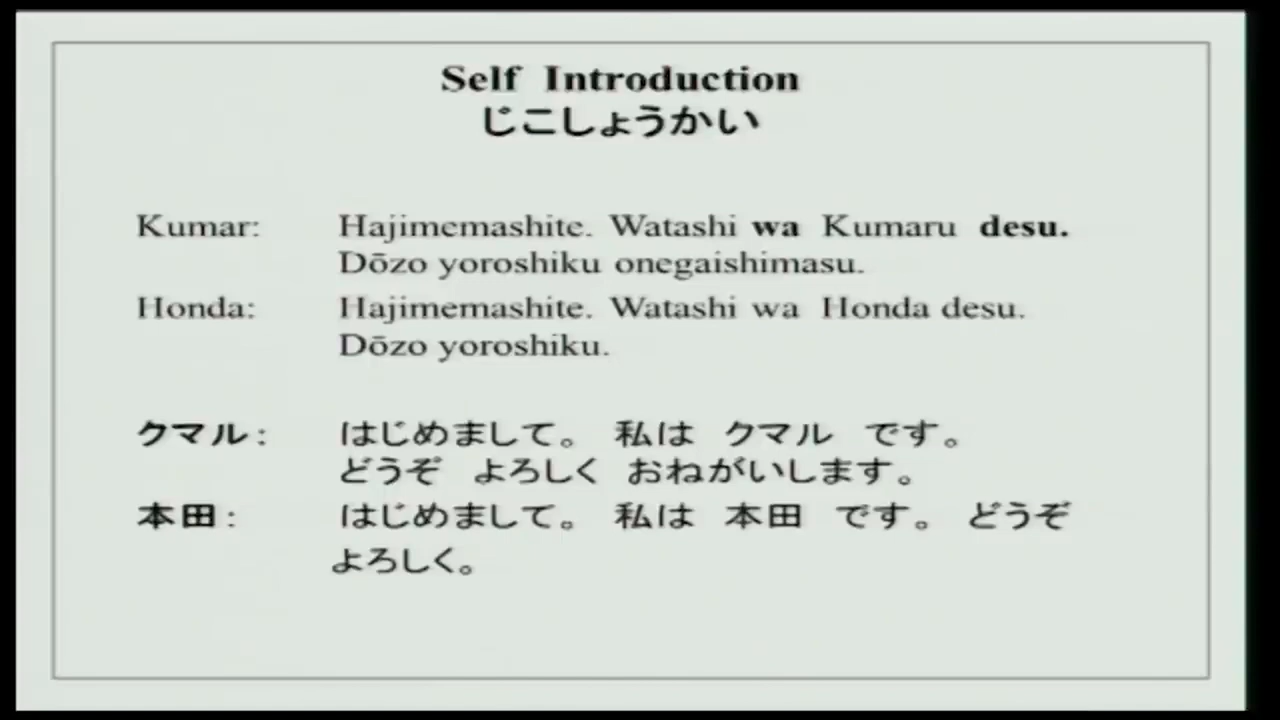 Self Introduction
じこしょうかい
Kumar: Hajimemashite. Watashi wa Kumaru desu.
Dōzo yoroshiku onegaishimasu.
Honda: Hajimemashite. Watashi wa Honda desu.
Dōzo yoroshiku.
クマル: はじめまして。 私は クマル です。
どうぞ よろしく おねがいします。
本田: はじめまして。 私は 本田 です。 どうぞ
よろしく。